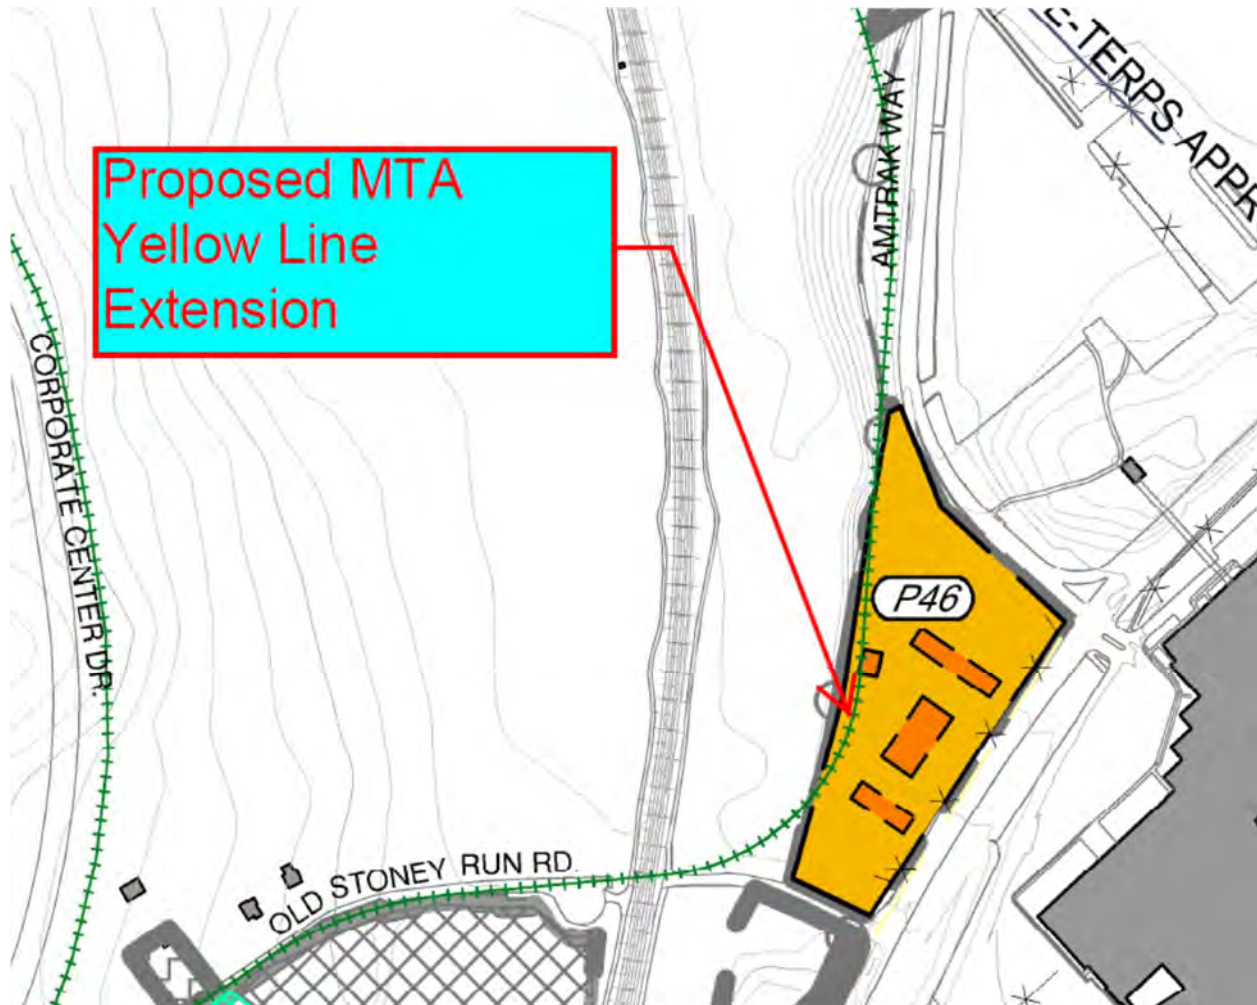 E-TERPS APPR
AMTRAK WAY
Proposed MTA
Yellow Line
Extension
CORPORATE CENTER DR.
P46
OLD STONEY RUN RD.